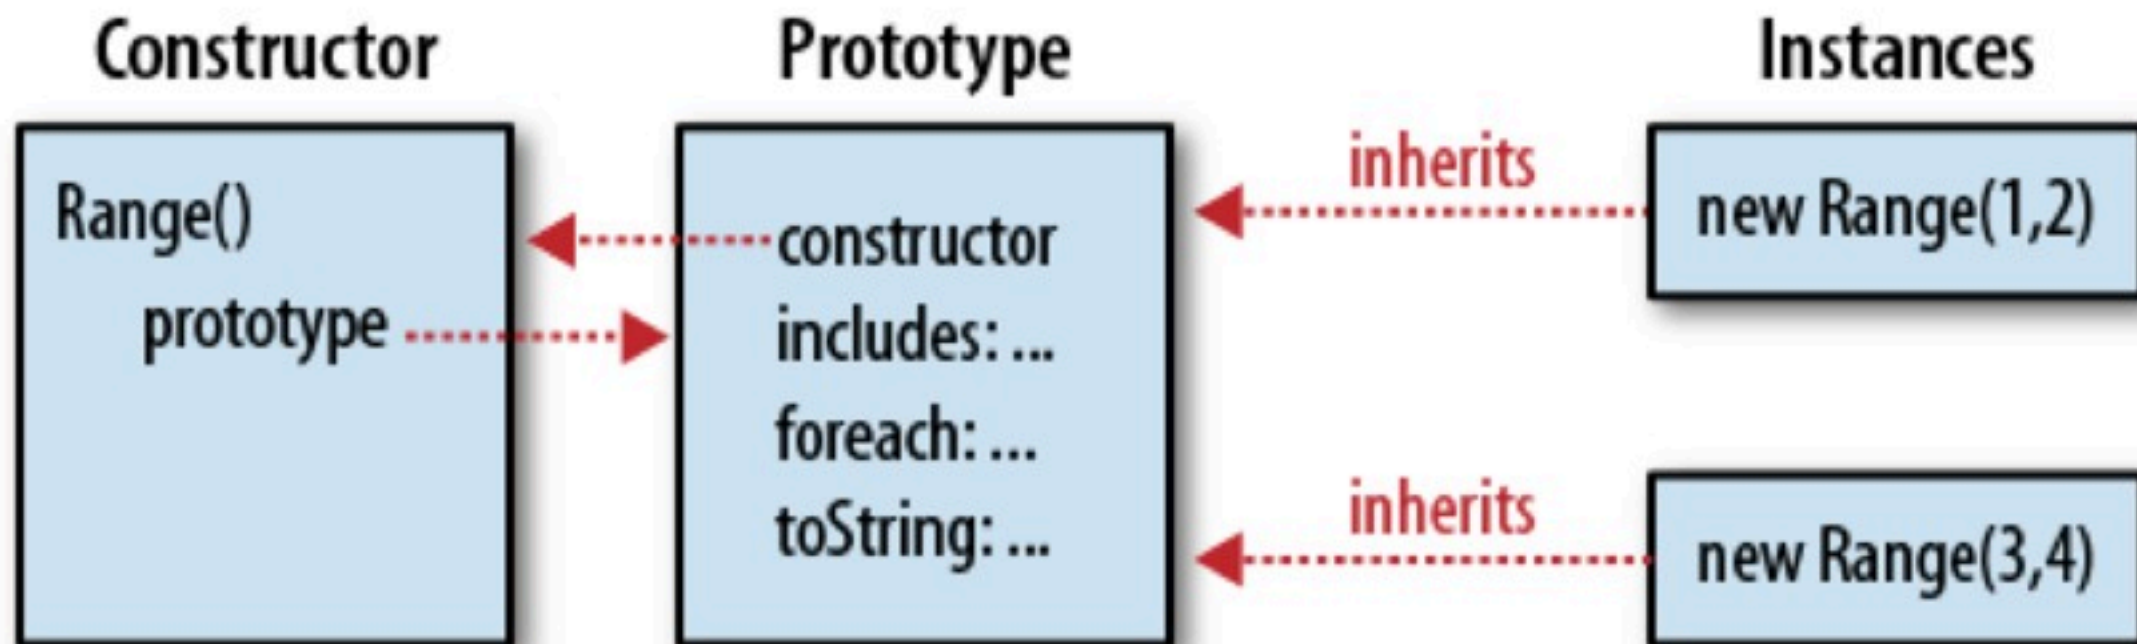 Constructor
Range()
prototype
Prototype
constructor
includes: ...
foreach: ...
toString: ...
Instances
inherits
new Range(1,2)
inherits
new Range(3,4)